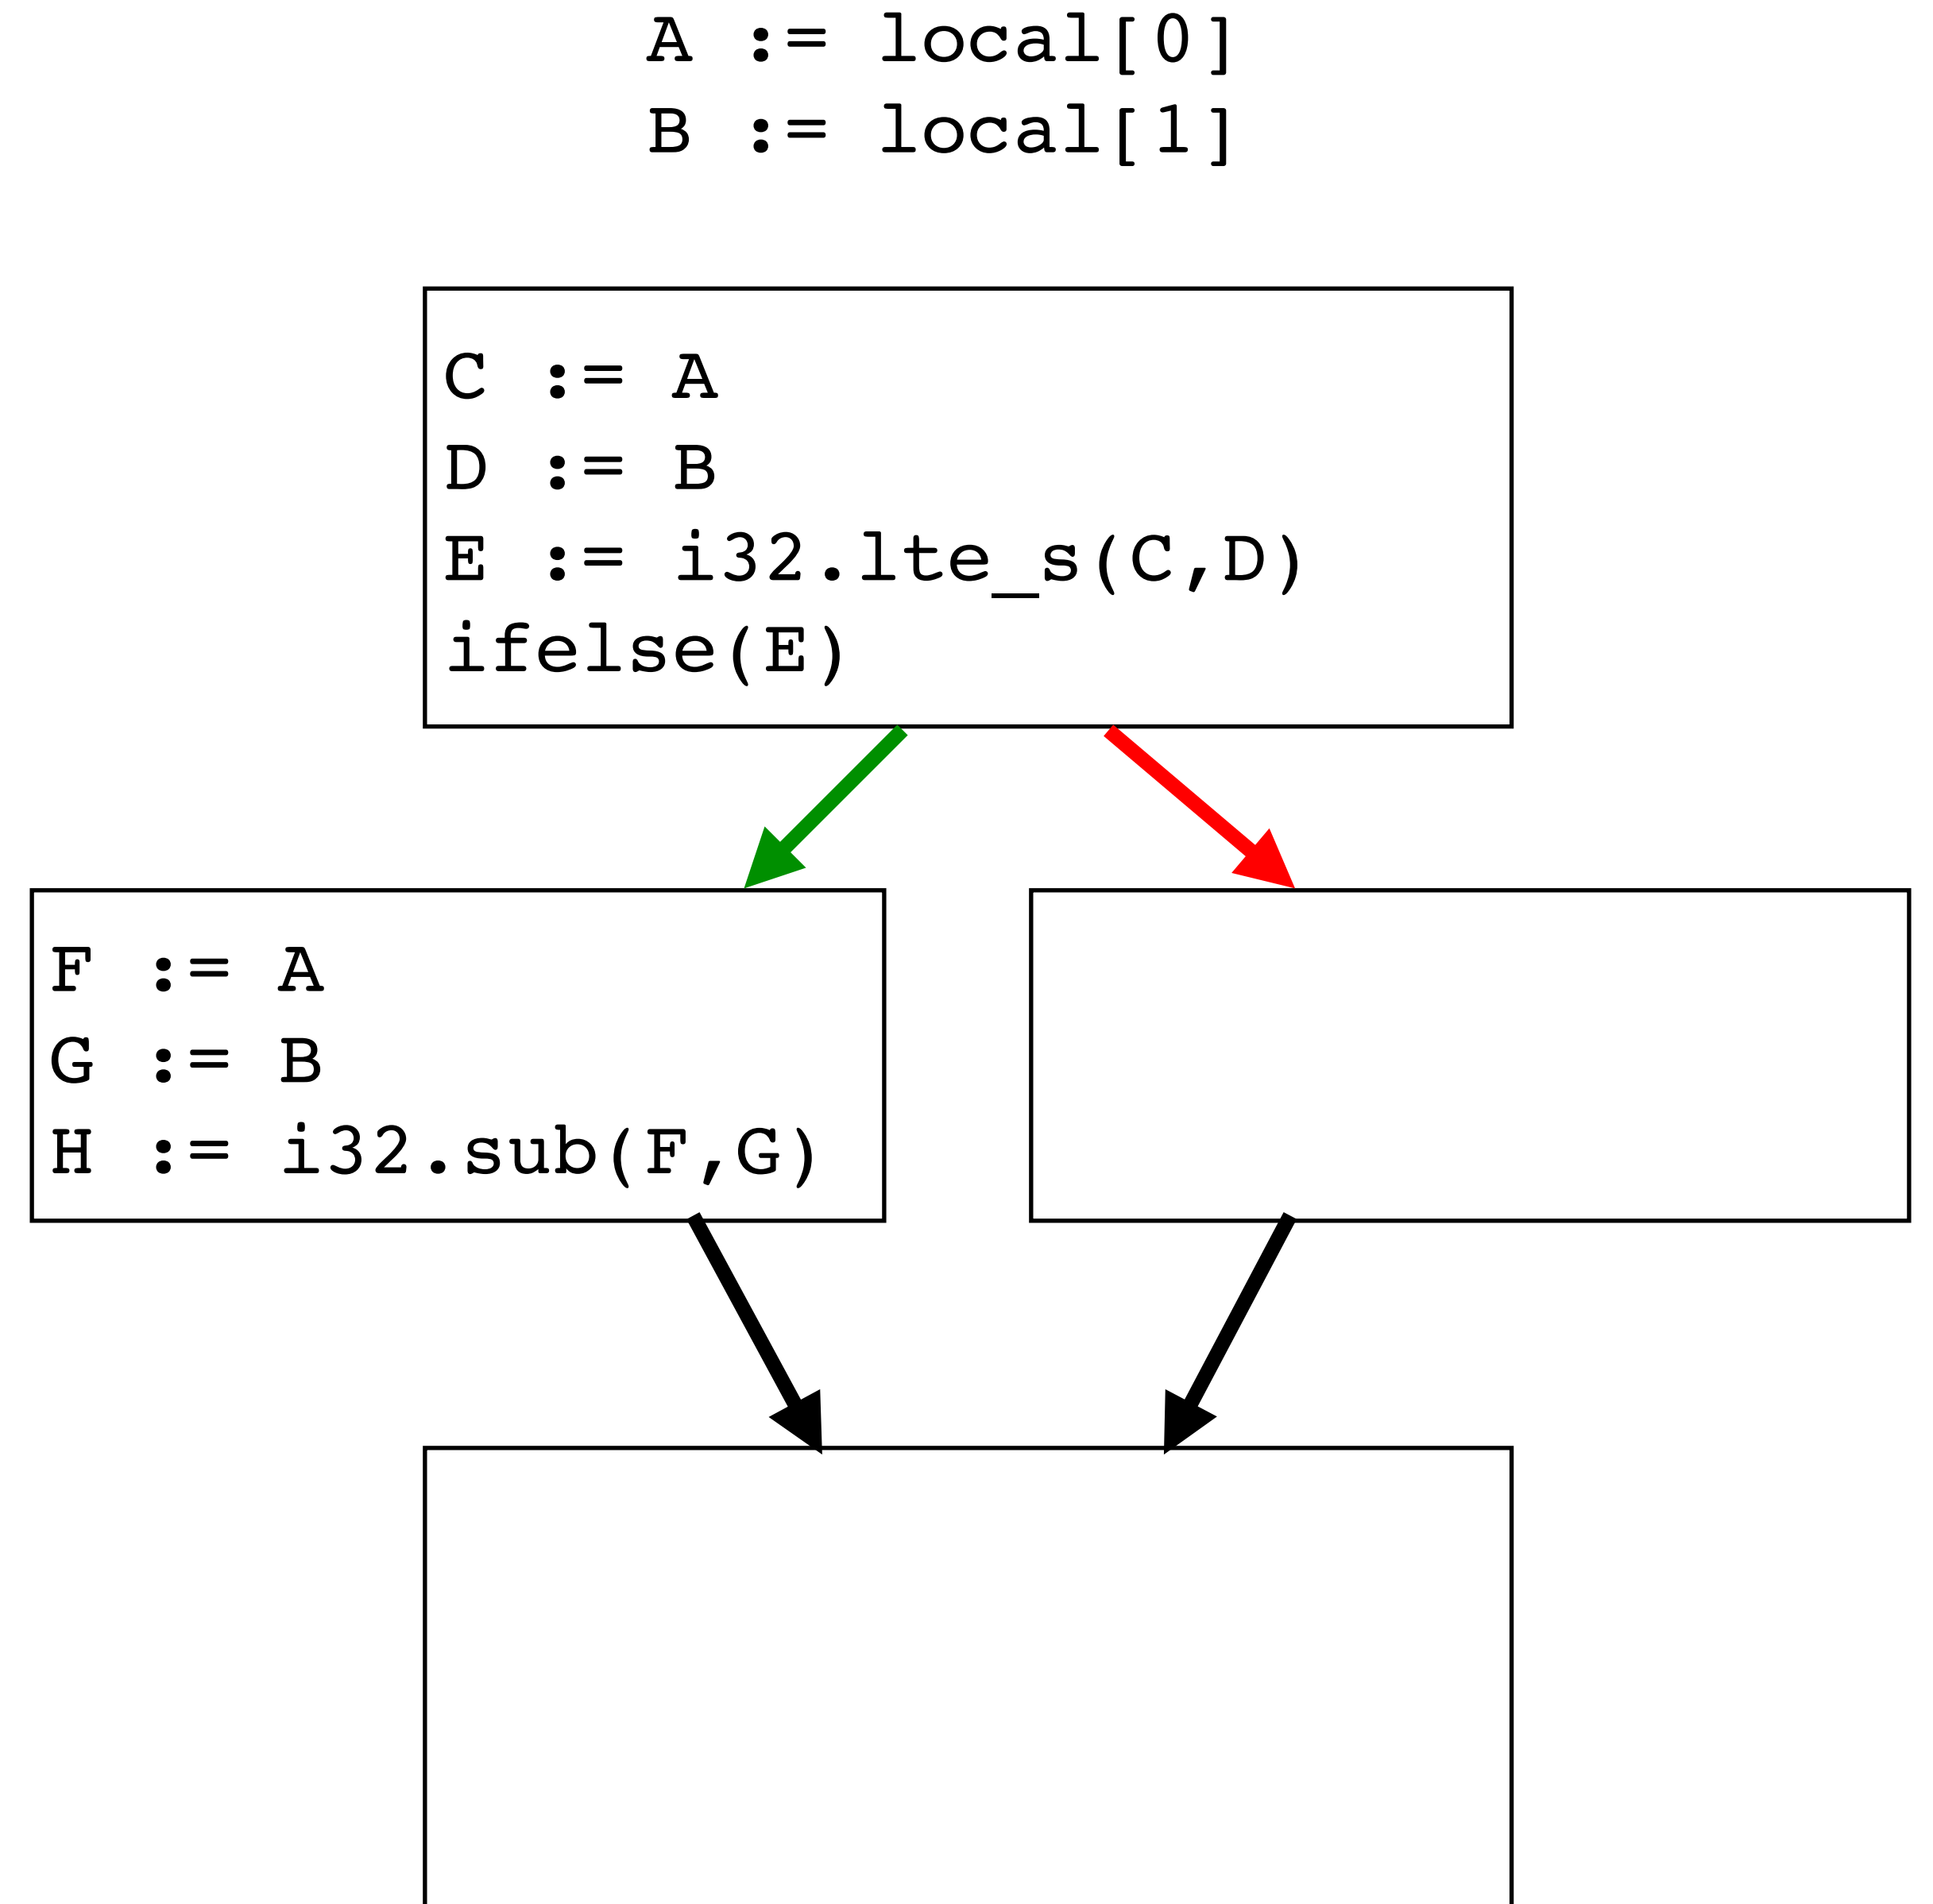 A := local[0]
B := local[1]
C := A
D := B
E := i32.lte_s(C,D)
ifelse(E)
F := A
G := B
H := i32.sub(F,G)